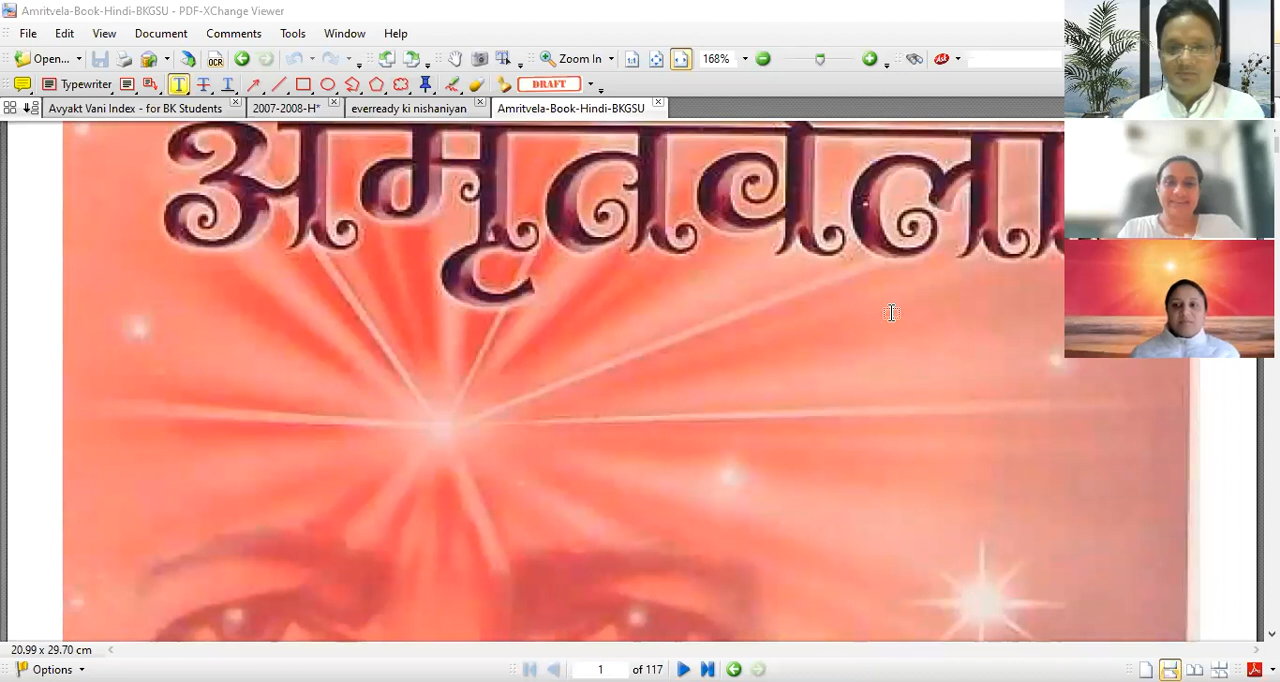 Amritvela-Book-Hindi-BKGSU - PDF-XChange Viewer
File Edit View Document Comments Tools Window Help
Open... OCR Zoom In 168%
Typewriter T T T DRAFT
Avyakt Vani Index - for BK Students 2007-2008-H* everready ki nishaniyan Amritvela-Book-Hindi-BKGSU
अमृतवेला
20.99 x 29.70 cm
Options 1 of 117